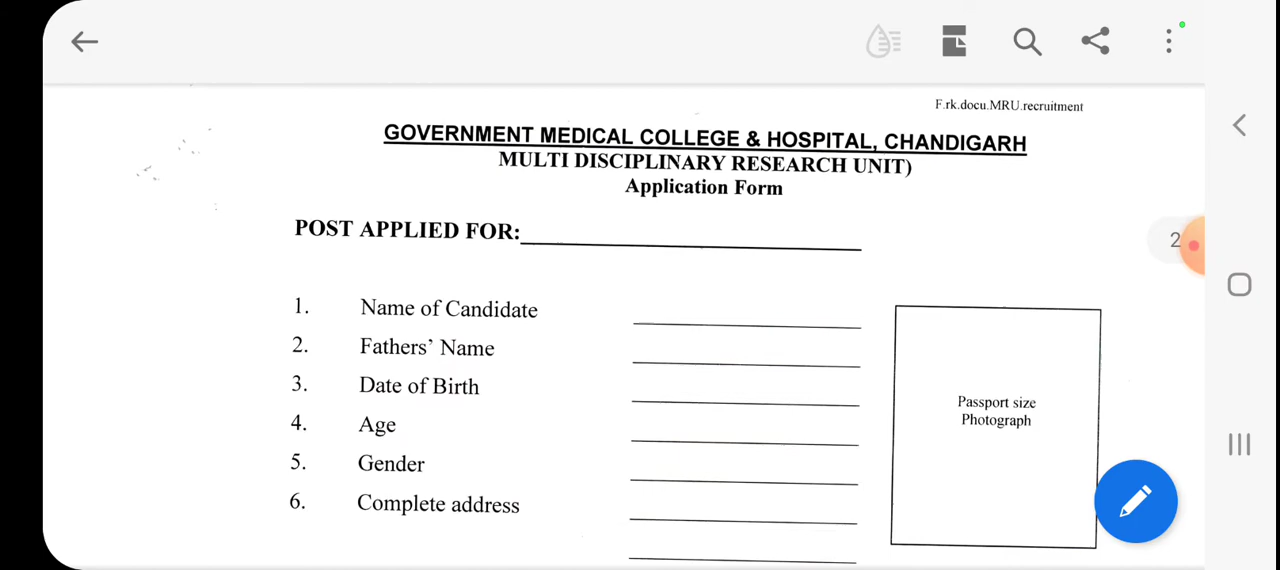 F.rk.docu.MRU.recruitment
GOVERNMENT MEDICAL COLLEGE & HOSPITAL, CHANDIGARH
MULTI DISCIPLINARY RESEARCH UNIT)
Application Form
POST APPLIED FOR:
2
1. Name of Candidate
2. Fathers’ Name
3. Date of Birth
4. Age
5. Gender
6. Complete address
Passport size
Photograph